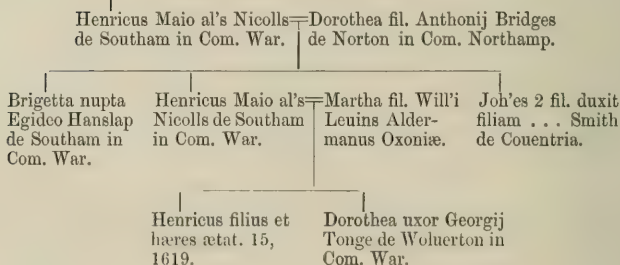 Henricus Maio al's Nicolls=Dorothea fil. Anthonij Bridges
de Southam in Com. War. de Norton in Com. Northamp.
Brigetta nupta
Egidco Hanslap
de Southam in
Com. War.
Henricus Maio al's=Martha fil. Will'i
Nicolls de Southam Leuins Alder-
in Com. War. manus Oxoniæ.
Joh'es 2 fil. duxit
filiam . . . Smith
de Couentria.
Henricus filius et
hæres ætat. 15,
1619.
Dorothea uxor Georgij
Tonge de Woluerton in
Com. War.